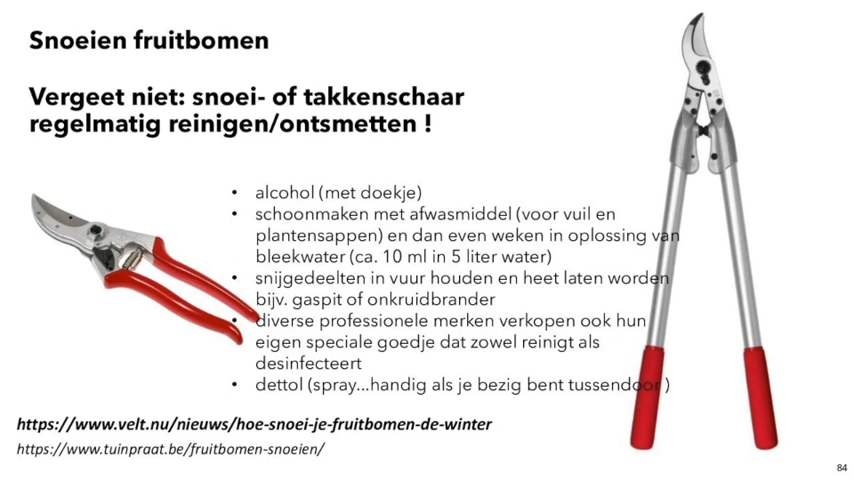 Snoeien fruitbomen
Vergeet niet: snoei- of takkenschaar
regelmatig reinigen/ontsmetten !
• alcohol (met doekje)
• schoonmaken met afwasmiddel (voor vuil en
plantensappen) en dan even weken in oplossing van
bleekwater (ca. 10 ml in 5 liter water)
• snijgedeelten in vuur houden en heet laten worden
bijv. gaspit of onkruidbrander
• diverse professionele merken verkopen ook hun
eigen speciale goedje dat zowel reinigt als
desinfecteert
• dettol (spray...handig als je bezig bent tussendoor )
https://www.velt.nu/nieuws/hoe-snoei-je-fruitbomen-de-winter
https://www.tuinpraat.be/fruitbomen-snoeien/
84